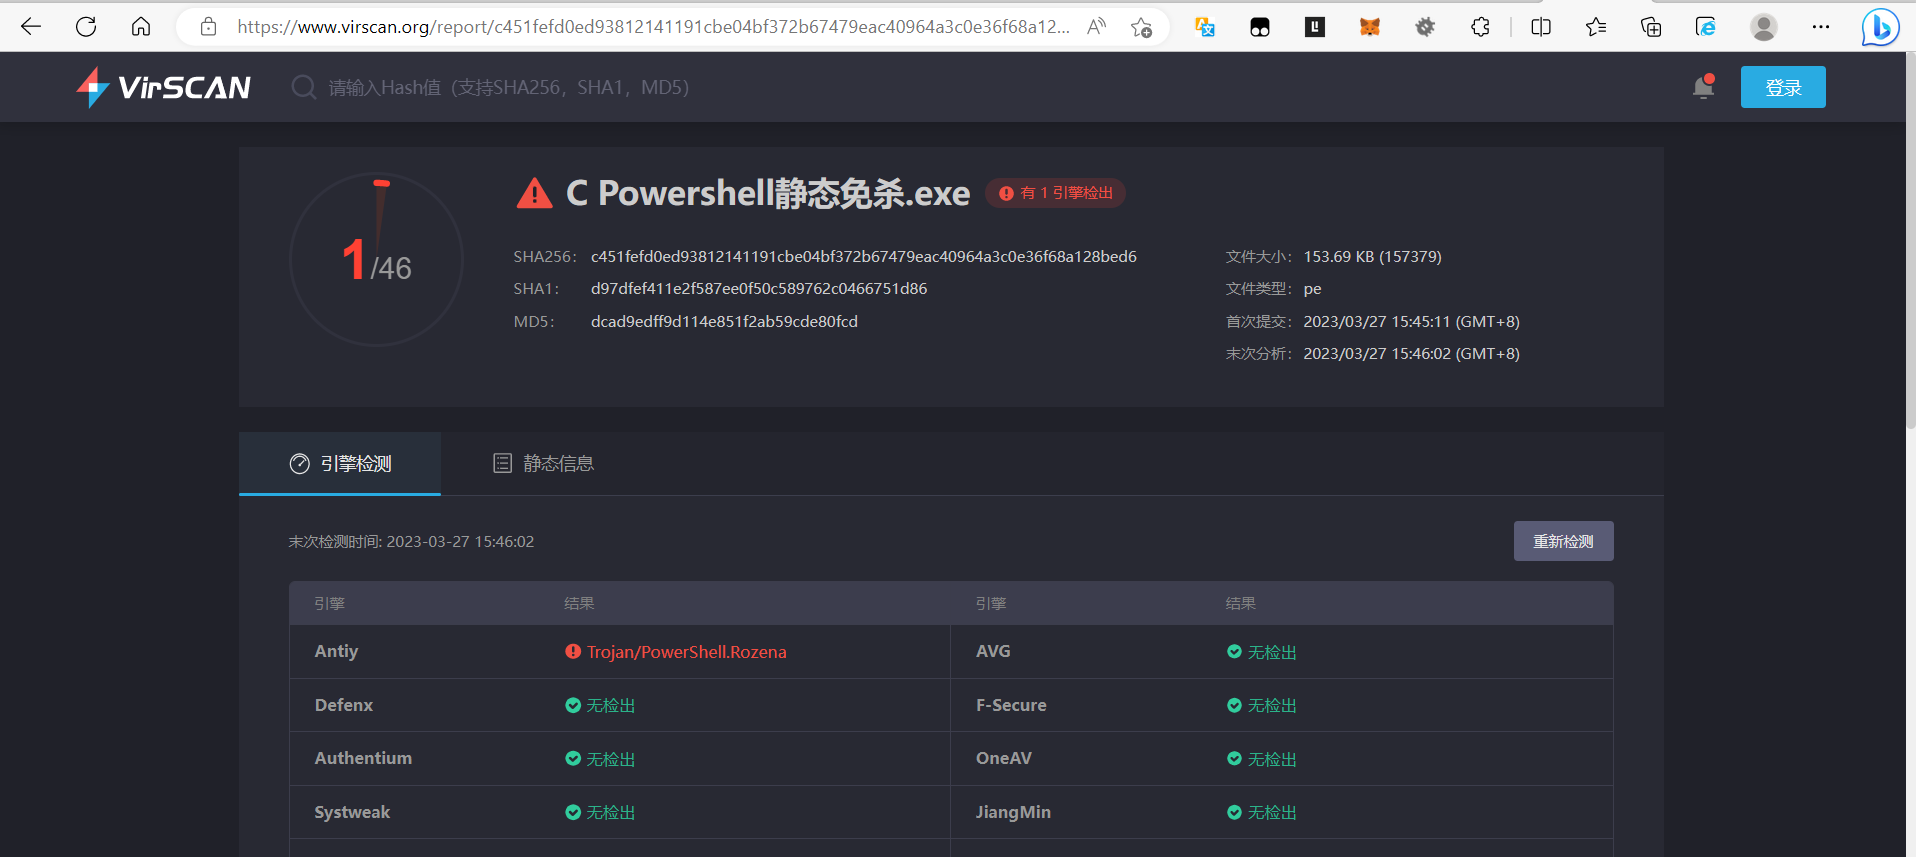 https://www.virscan.org/report/c451fefd0ed93812141191cbe04bf372b67479eac40964a3c0e36f68a12...
VirSCAN
请输入Hash值（支持SHA256，SHA1，MD5）
登录
1/46
C Powershell静态免杀.exe
有 1 引擎检出
SHA256： c451fefd0ed93812141191cbe04bf372b67479eac40964a3c0e36f68a128bed6
文件大小： 153.69 KB (157379)
SHA1： d97dfef411e2f587ee0f50c589762c0466751d86
文件类型： pe
MD5： dcad9edff9d114e851f2ab59cde80fcd
首次提交： 2023/03/27 15:45:11 (GMT+8)
末次分析： 2023/03/27 15:46:02 (GMT+8)
引擎检测
静态信息
末次检测时间: 2023-03-27 15:46:02
重新检测
引擎 结果 引擎 结果
Antiy Trojan/PowerShell.Rozena AVG 无检出
Defenx 无检出 F-Secure 无检出
Authentium 无检出 OneAV 无检出
Systweak 无检出 JiangMin 无检出